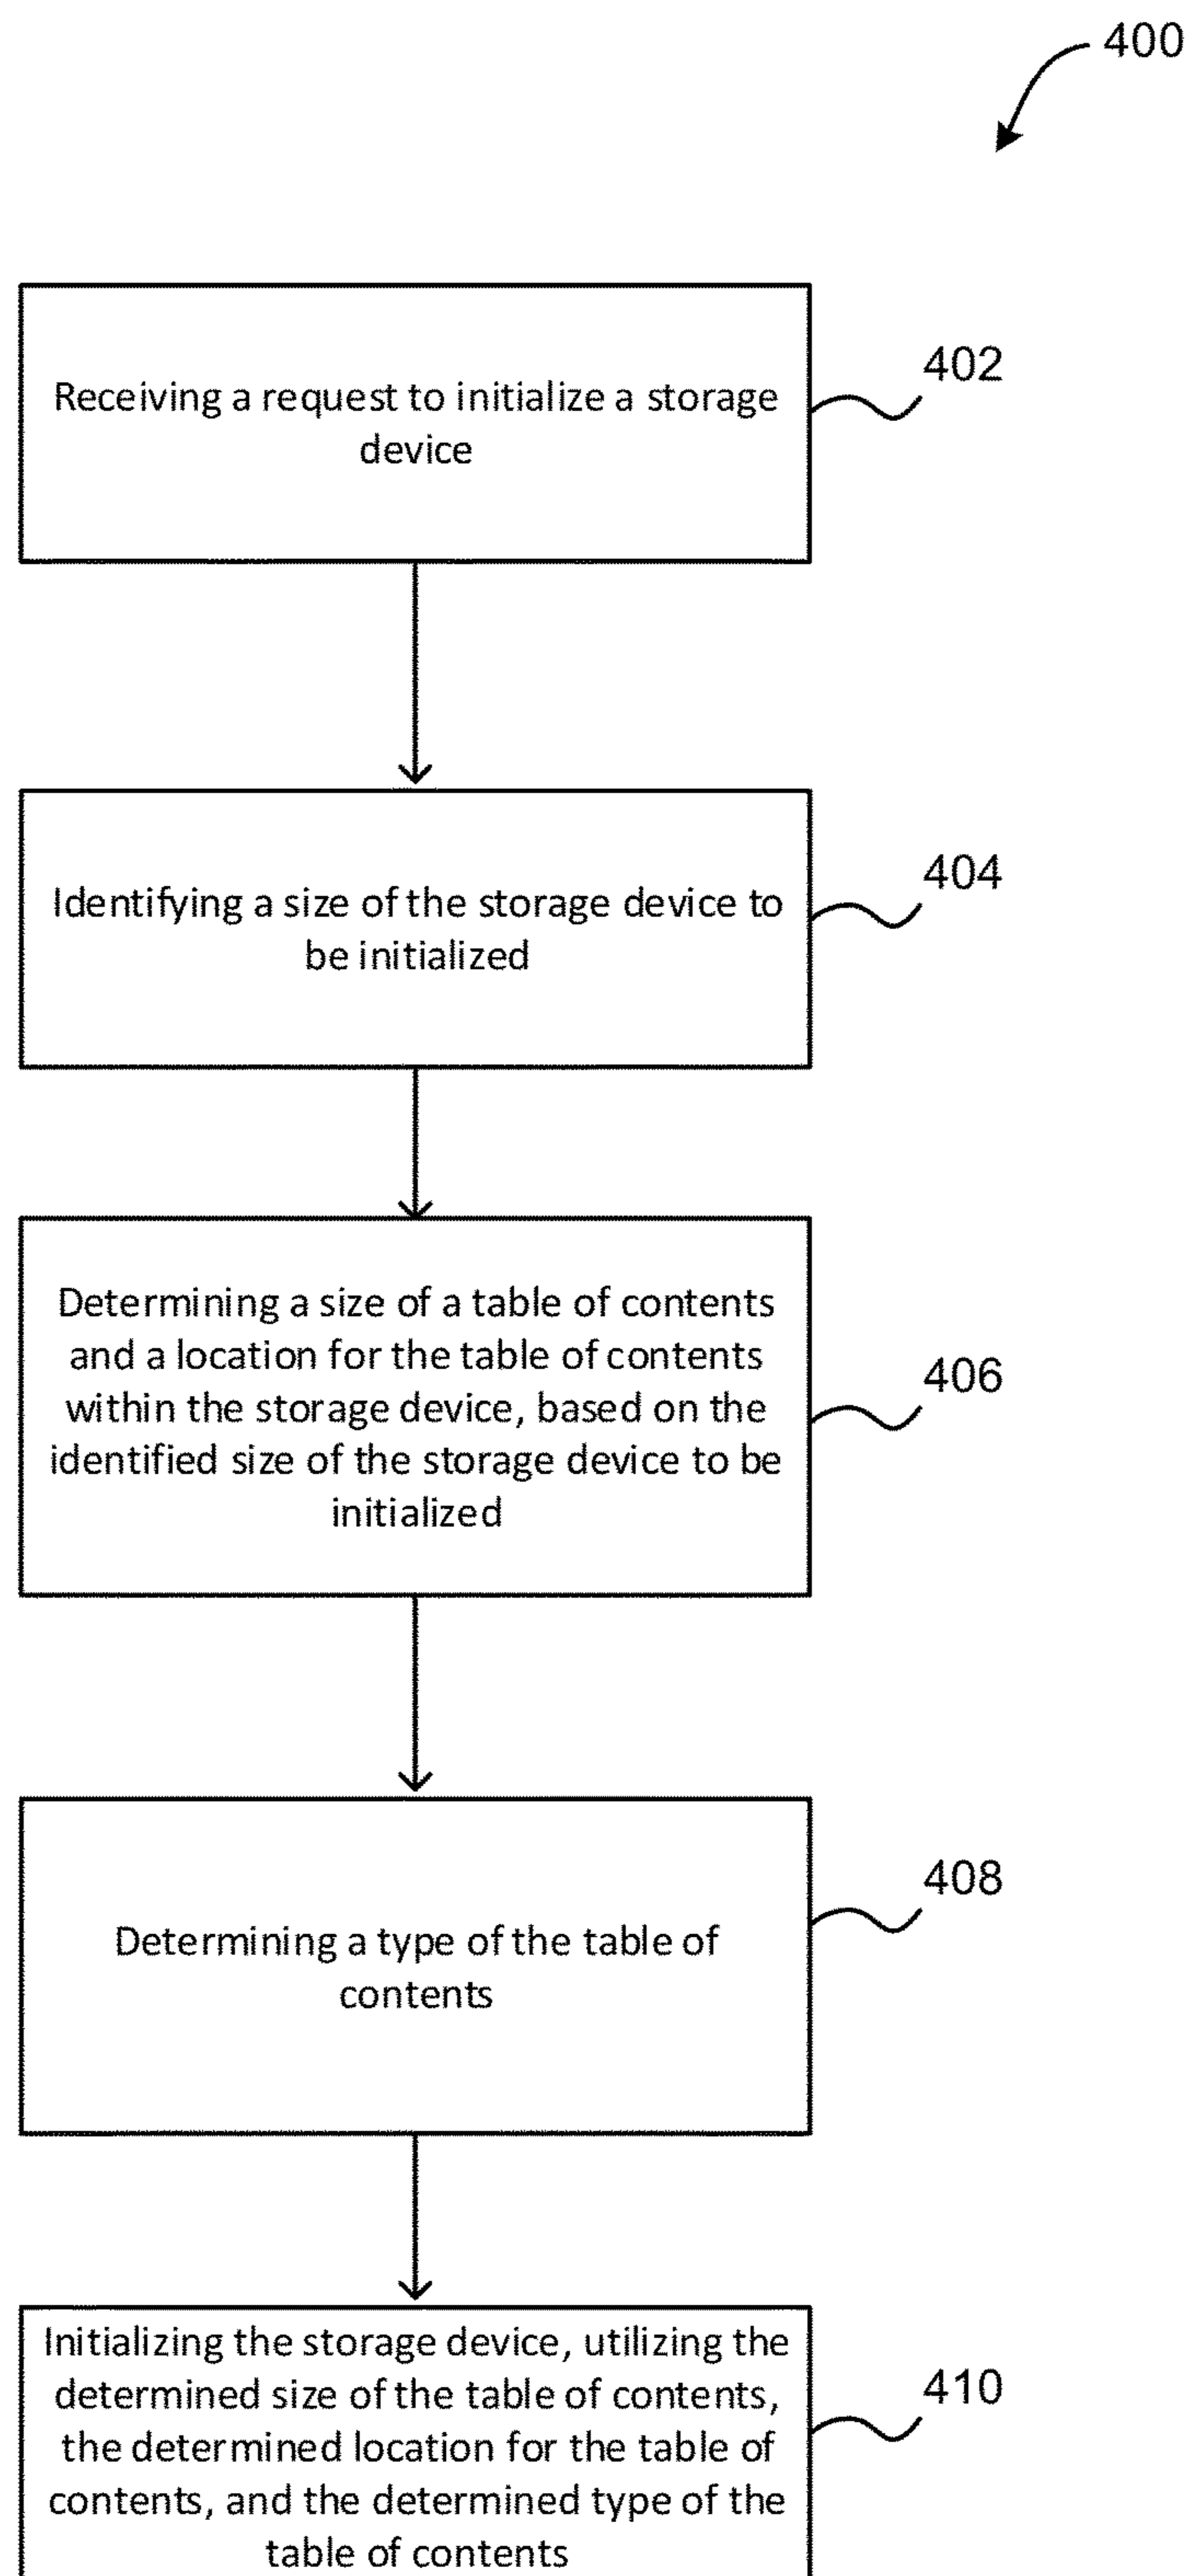 400
Receiving a request to initialize a storage
device
402
Identifying a size of the storage device to
be initialized
404
Determining a size of a table of contents
and a location for the table of contents
within the storage device, based on the
identified size of the storage device to be
initialized
406
Determining a type of the table of
contents
408
Initializing the storage device, utilizing the
determined size of the table of contents,
the determined location for the table of
contents, and the determined type of the
table of contents
410